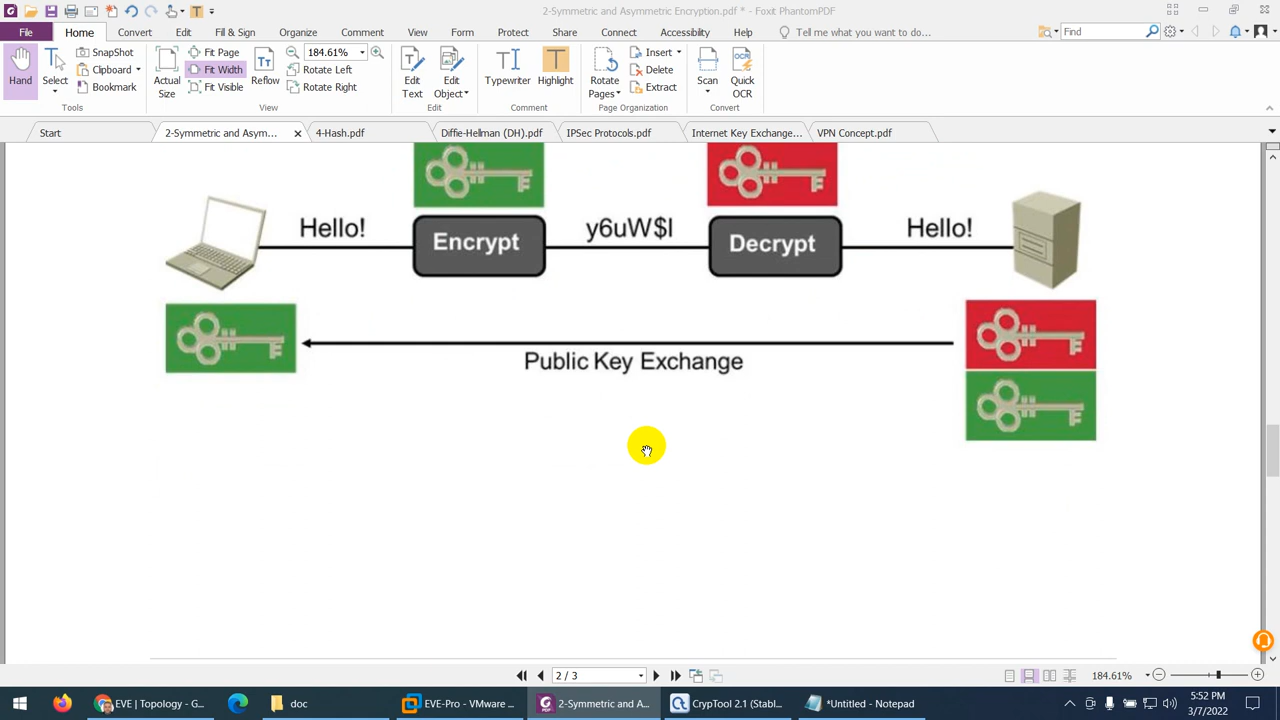 2-Symmetric and Asymmetric Encryption.pdf * - Foxit PhantomPDF
File Home Convert Edit Fill & Sign Organize View Form Comment Protect Share Connect Accessibility Help Tell me what you want to do... Find
Hand
Select
SnapShot
Clipboard
Bookmark
Tools
Actual Size
Fit Page
Fit Width
Fit Visible
Reflow
184.61%
Rotate Left
Rotate Right
View
Edit Text
Edit Object
Edit
Typewriter
Highlight
Comment
Rotate Pages
Insert
Delete
Extract
Page Organization
Scan
Quick OCR
Convert
Start 2-Symmetric and Asym... 4-Hash.pdf Diffie-Hellman (DH).pdf IPSec Protocols.pdf Internet Key Exchange... VPN Concept.pdf
Hello! Encrypt y6uW$I Decrypt Hello!
Public Key Exchange
2 / 3 184.61%
EVE | Topology - G... doc EVE-Pro - VMware ... 2-Symmetric and A... CrypTool 2.1 (Stabl... *Untitled - Notepad
5:52 PM
3/7/2022